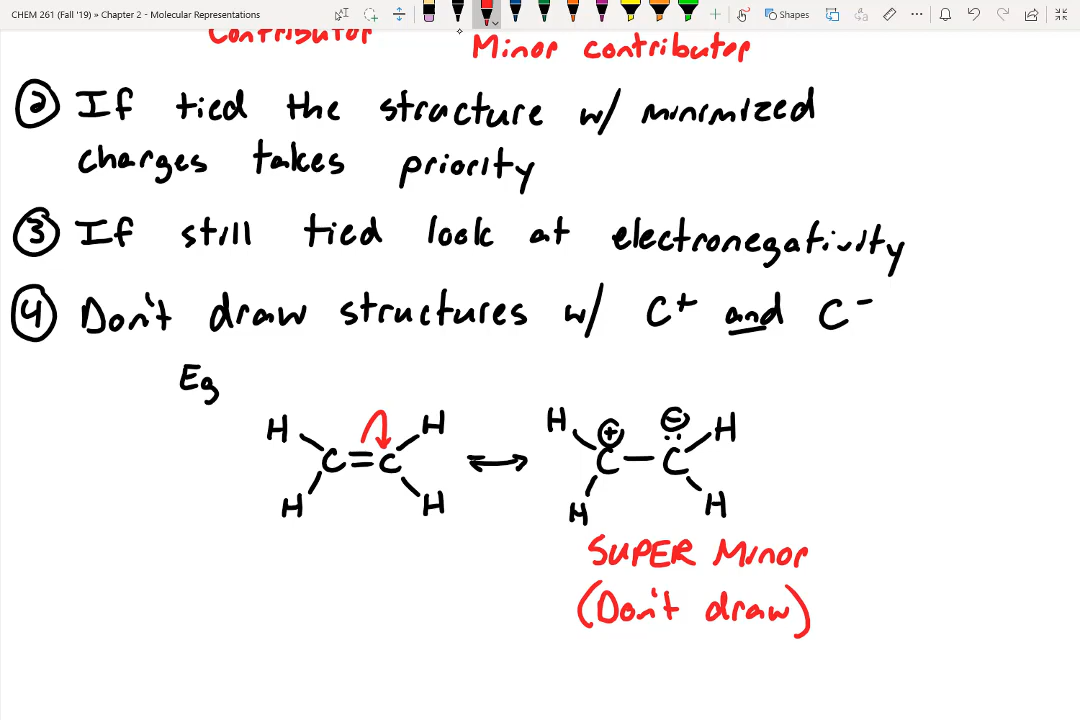 CHEM 261 (Fall '19) » Chapter 2 - Molecular Representations
Shapes
Contributor
Minor contributor
② If tied the structure w/ minimized
charges takes priority
③ If still tied look at electronegativity
④ Don't draw structures w/ C+ and C-
Eg
H H H ⊕ ⊖ H
C=C ↔ C-C
H H H H
SUPER Minor
(Don't draw)